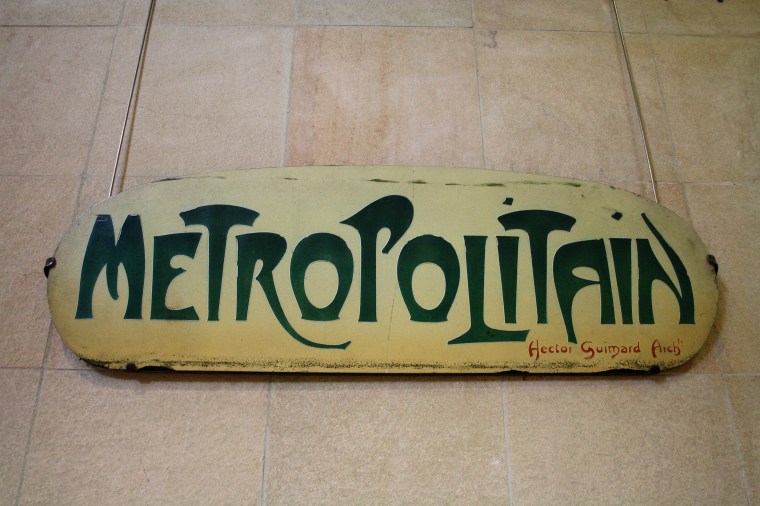 METROPOLITAIN
Hector Guimard Archte